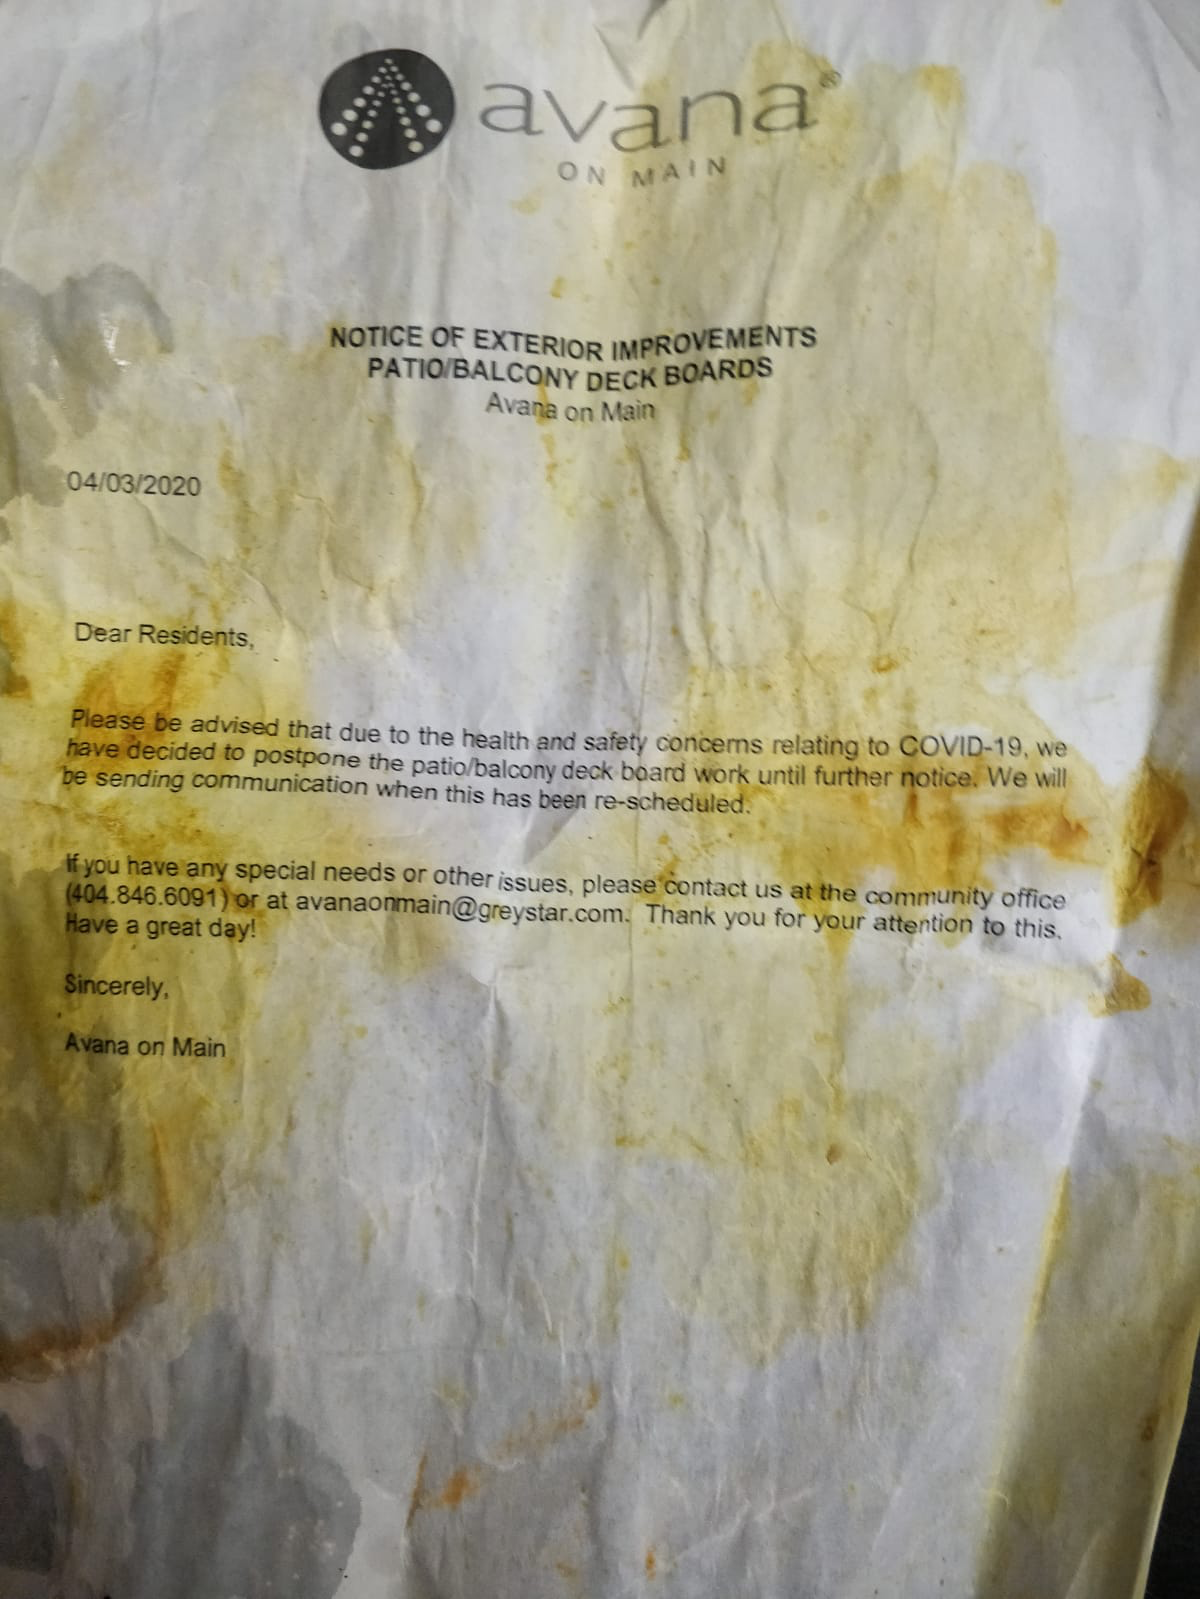 avana®
ON MAIN
NOTICE OF EXTERIOR IMPROVEMENTS
PATIO/BALCONY DECK BOARDS
Avana on Main
04/03/2020
Dear Residents,
Please be advised that due to the health and safety concerns relating to COVID-19, we
have decided to postpone the patio/balcony deck board work until further notice. We will
be sending communication when this has been re-scheduled.
If you have any special needs or other issues, please contact us at the community office
(404.846.6091) or at avanaonmain@greystar.com. Thank you for your attention to this.
Have a great day!
Sincerely,
Avana on Main